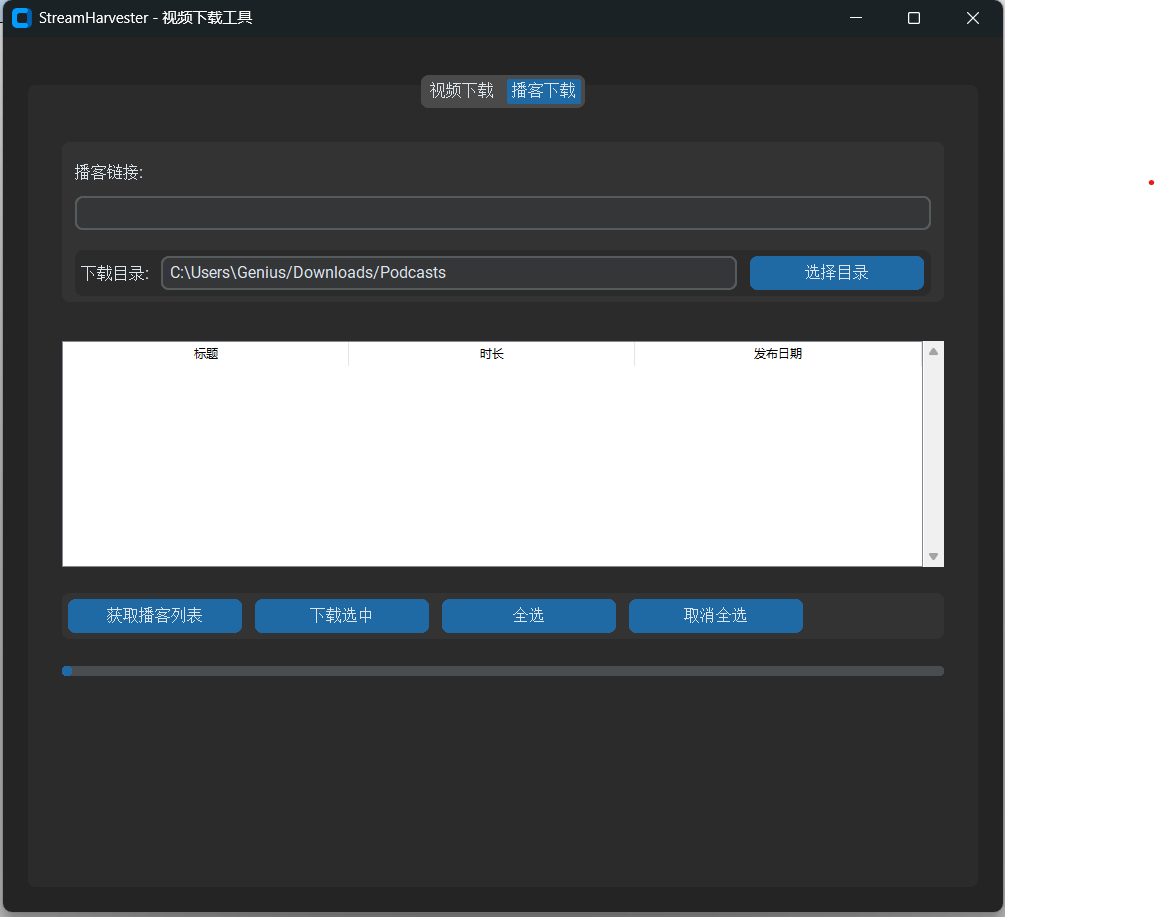 StreamHarvester - 视频下载工具
视频下载 播客下载
播客链接:
下载目录: C:\Users\Genius/Downloads/Podcasts 选择目录
标题 时长 发布日期
获取播客列表 下载选中 全选 取消全选